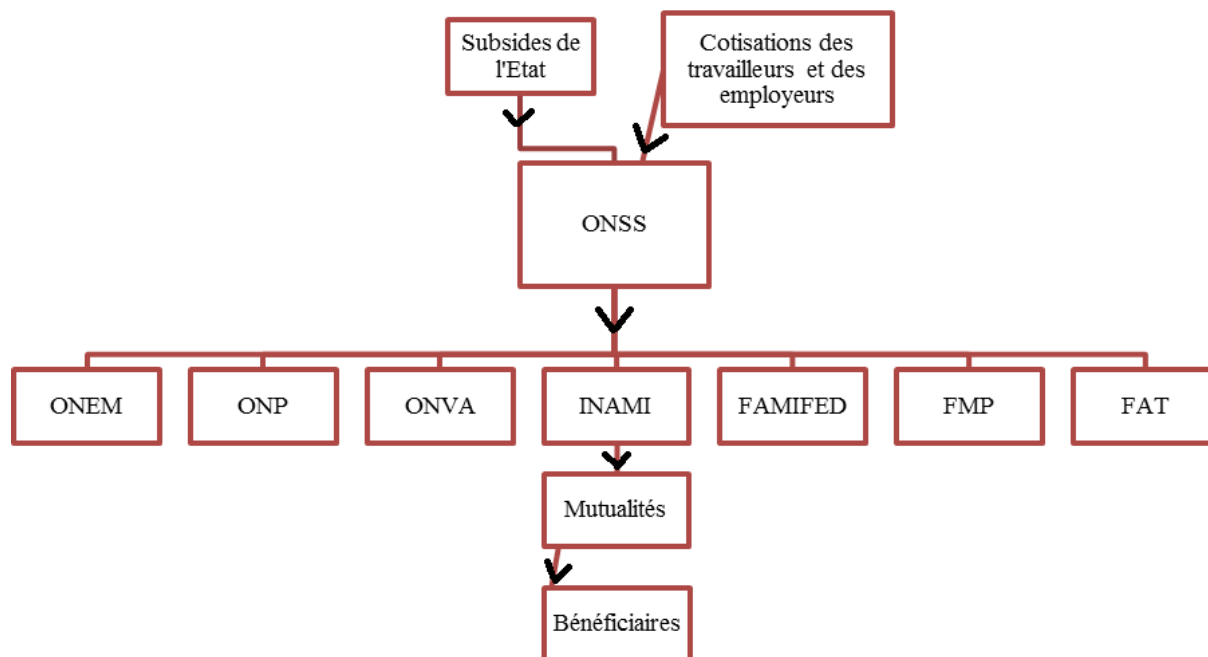 Subsides de
l'Etat
Cotisations des
travailleurs et des
employeurs
ONSS
ONEM
ONP
ONVA
INAMI
FAMIFED
FMP
FAT
Mutualités
Bénéficiaires